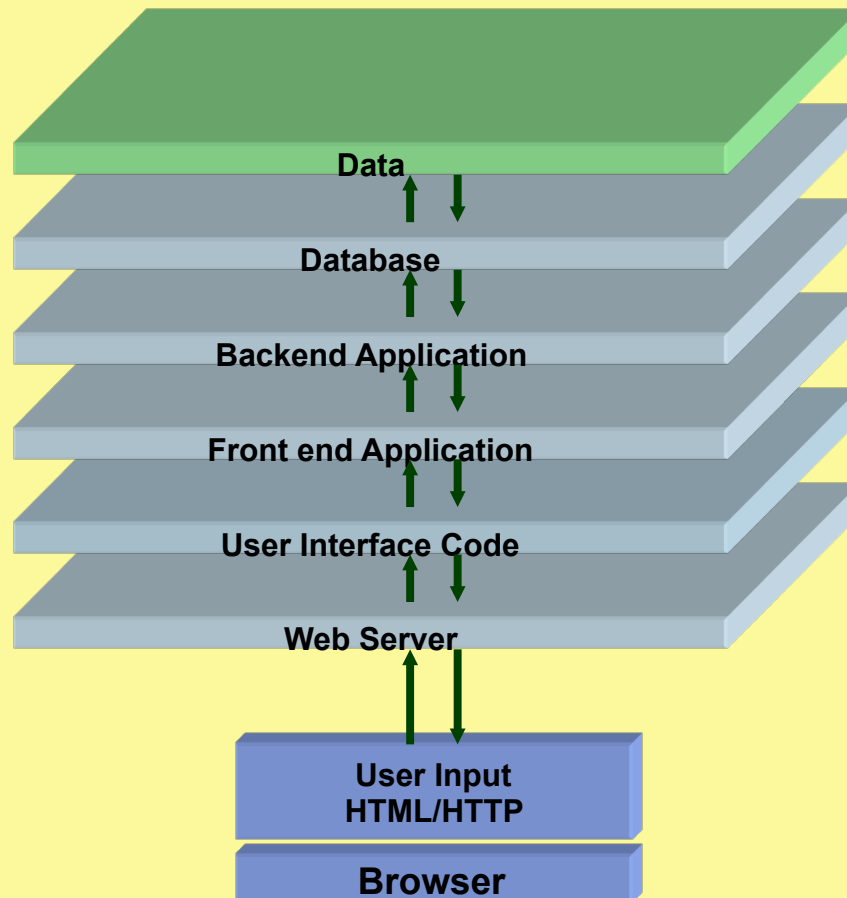 Data
Database
Backend Application
Front end Application
User Interface Code
Web Server
User Input
HTML/HTTP
Browser